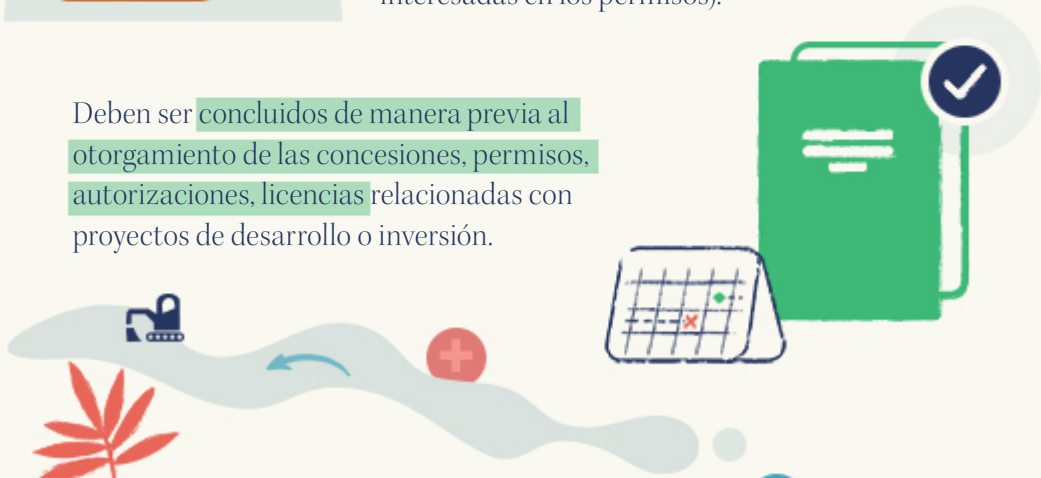 interesadas en los permisos).
Deben ser concluidos de manera previa al
otorgamiento de las concesiones, permisos,
autorizaciones, licencias relacionadas con
proyectos de desarrollo o inversión.